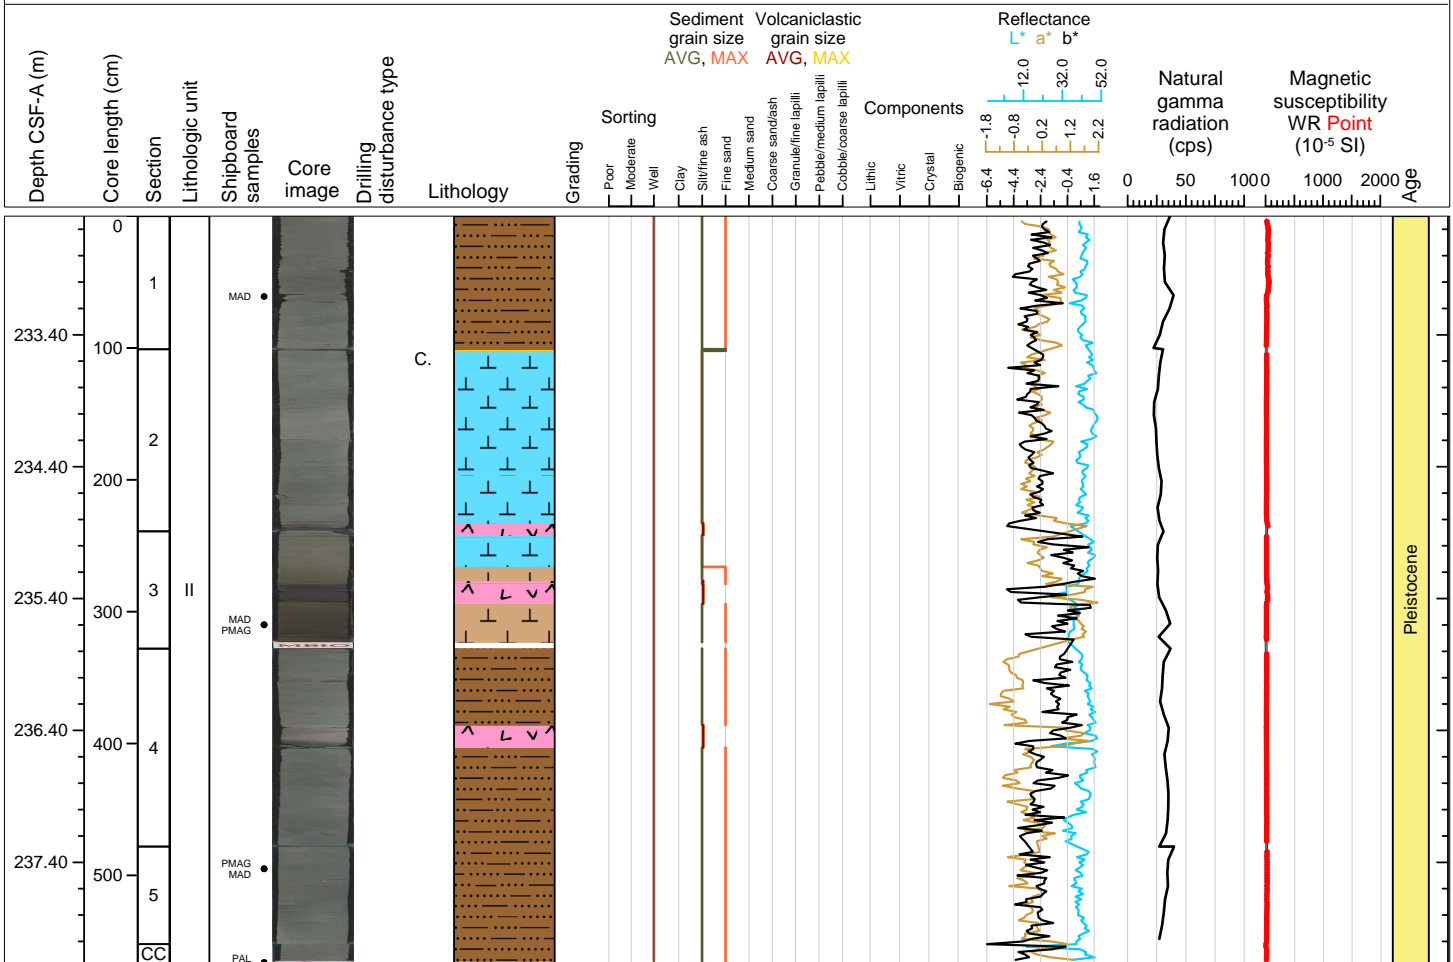 Depth CSF-A (m)
Core length (cm)
Section
Lithologic unit
Shipboard
samples
Core
image
Drilling
disturbance type
Lithology
Grading
Sorting
Poor
Moderate
Well
Sediment
grain size
AVG, MAX
Volcaniclastic
grain size
AVG, MAX
Clay
Silt/fine ash
Fine sand
Medium sand
Coarse sand/ash
Granule/fine lapilli
Pebble/medium lapilli
Cobble/coarse lapilli
Components
Lithic
Vitric
Crystal
Biogenic
Reflectance
L* a* b*
12.0 32.0 52.0
-1.8 -0.8 0.2 1.2 2.2
-6.4 -4.4 -2.4 -0.4 1.6
Natural
gamma
radiation
(cps)
0 50 100
Magnetic
susceptibility
WR Point
(10-5 SI)
0 1000 2000
Age
0
1
MAD
233.40
100
C.
2
234.40
200
3
II
235.40
300
MAD
PMAG
MBIO
Pleistocene
236.40
400
4
237.40
PMAG
MAD
500
5
CC
PAL